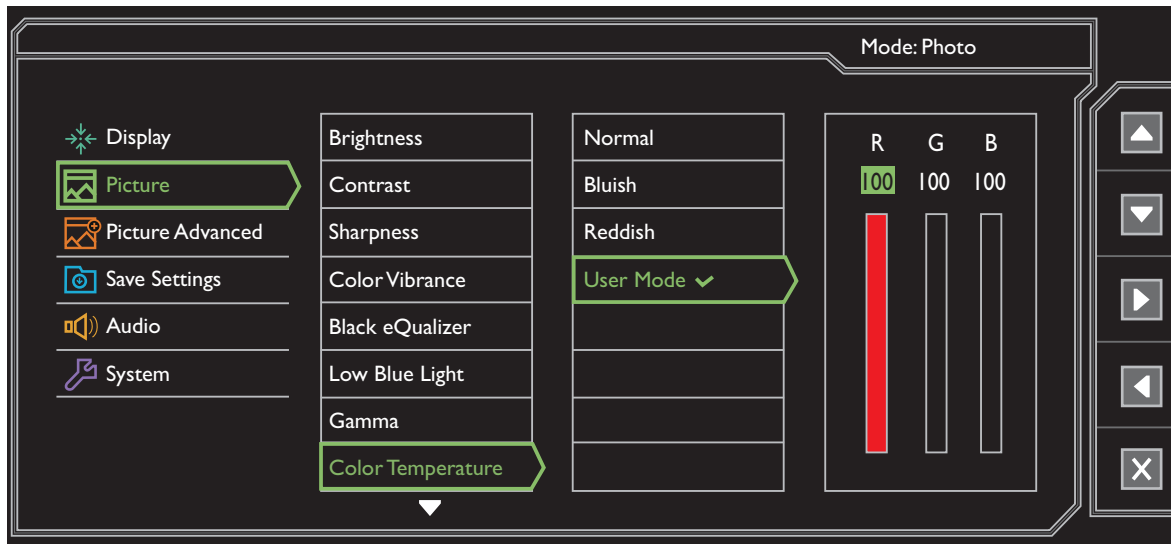 Mode: Photo
Display
Picture
Picture Advanced
Save Settings
Audio
System
Brightness
Contrast
Sharpness
Color Vibrance
Black eQualizer
Low Blue Light
Gamma
Color Temperature
Normal
Bluish
Reddish
User Mode
R G B
100 100 100